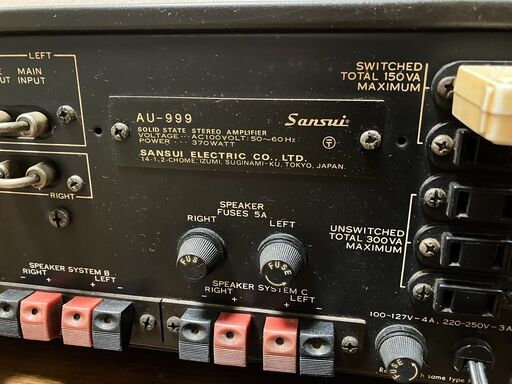 LEFT
MAIN
INPUT
RIGHT
AU-999
Sansui
SOLID STATE STEREO AMPLIFIER
VOLTAGE ··· AC100VOLT: 50~60Hz
POWER ··· 370WATT
SANSUI ELECTRIC CO., LTD.
14-1, 2-CHOME, IZUMI, SUGINAMI-KU, TOKYO, JAPAN.
SWITCHED
TOTAL 150VA
MAXIMUM
SPEAKER
FUSES 5A
RIGHT LEFT
FUSE FUSE
UNSWITCHED
TOTAL 300VA
MAXIMUM
SPEAKER SYSTEM B
RIGHT LEFT
- + + -
SPEAKER SYSTEM C
RIGHT LEFT
- + + -
100-127V-4A, 220-250V-3A
FUSE
same type